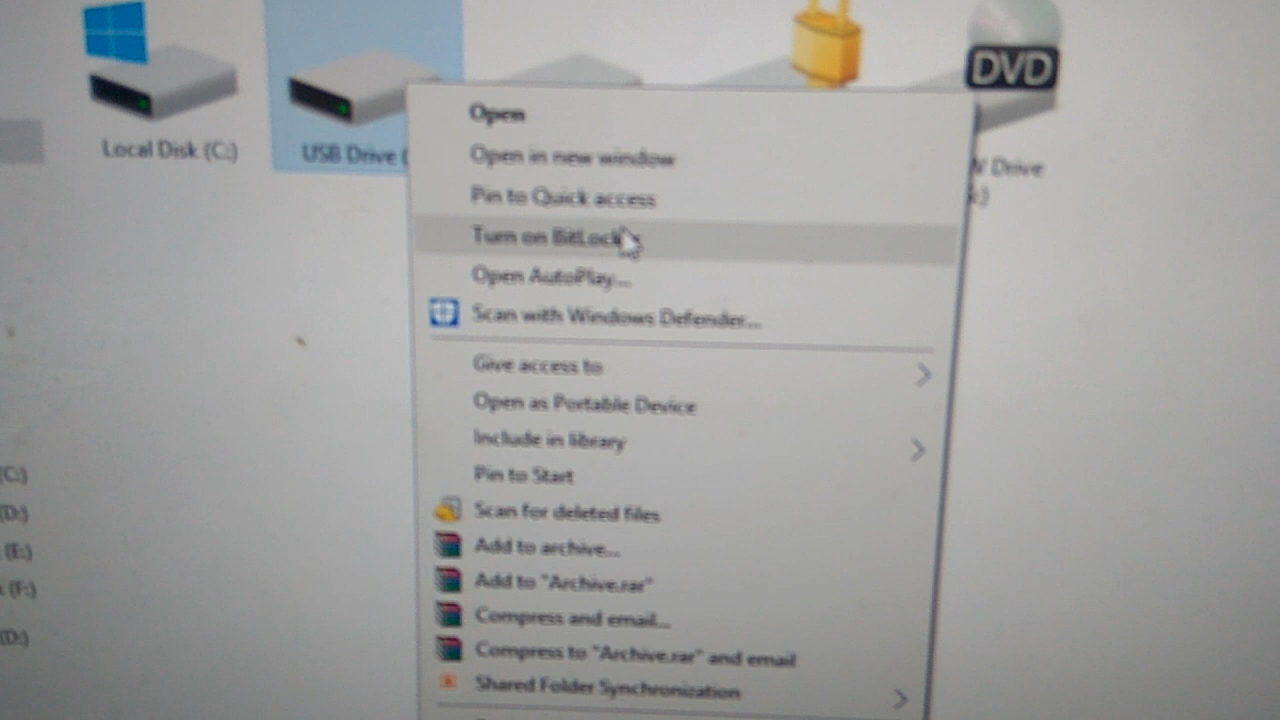 DVD
Local Disk (C:)
USB Drive (
Drive
Open
Open in new window
Pin to Quick access
Turn on BitLock
Open AutoPlay...
Scan with Windows Defender...
Give access to
Open as Portable Device
Include in library
Pin to Start
Scan for deleted files
Add to archive...
Add to "Archive.rar"
Compress and email...
Compress to "Archive.rar" and email
Shared Folder Synchronization
(C:)
(D:)
(E:)
(F:)
(D:)